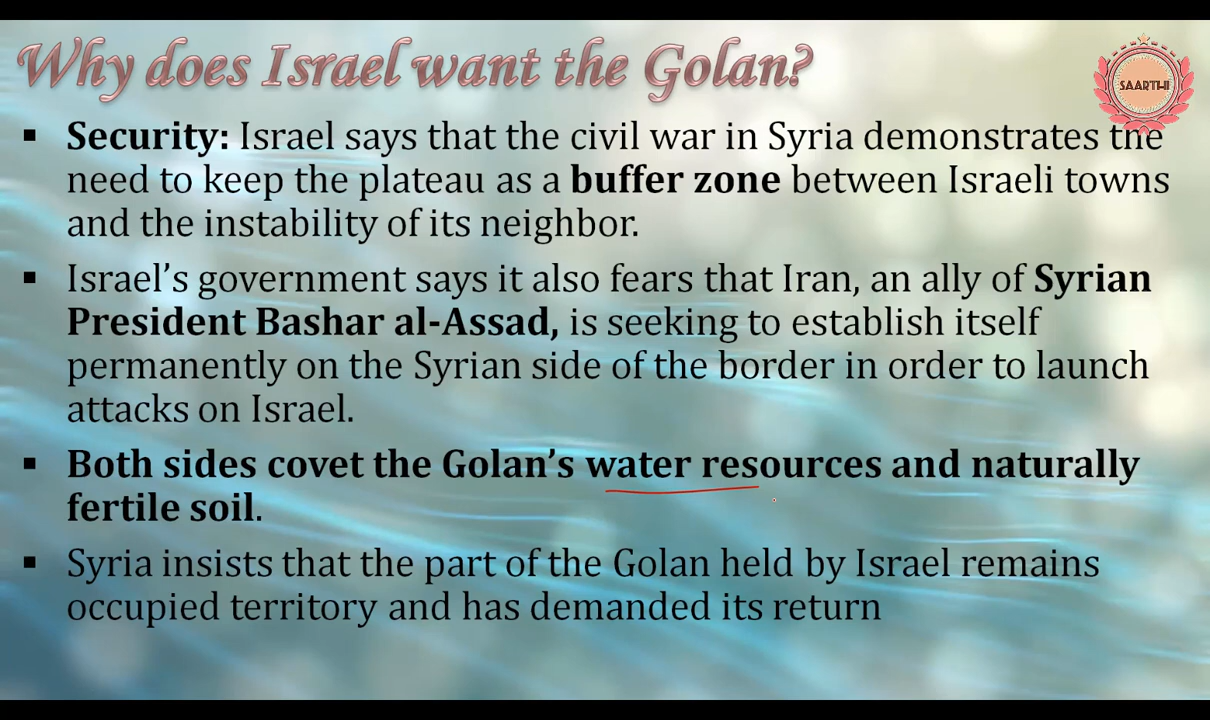 Why does Israel want the Golan?
SAARTHI
▪ Security: Israel says that the civil war in Syria demonstrates the
need to keep the plateau as a buffer zone between Israeli towns
and the instability of its neighbor.
▪ Israel’s government says it also fears that Iran, an ally of Syrian
President Bashar al-Assad, is seeking to establish itself
permanently on the Syrian side of the border in order to launch
attacks on Israel.
▪ Both sides covet the Golan’s water resources and naturally
fertile soil.
▪ Syria insists that the part of the Golan held by Israel remains
occupied territory and has demanded its return